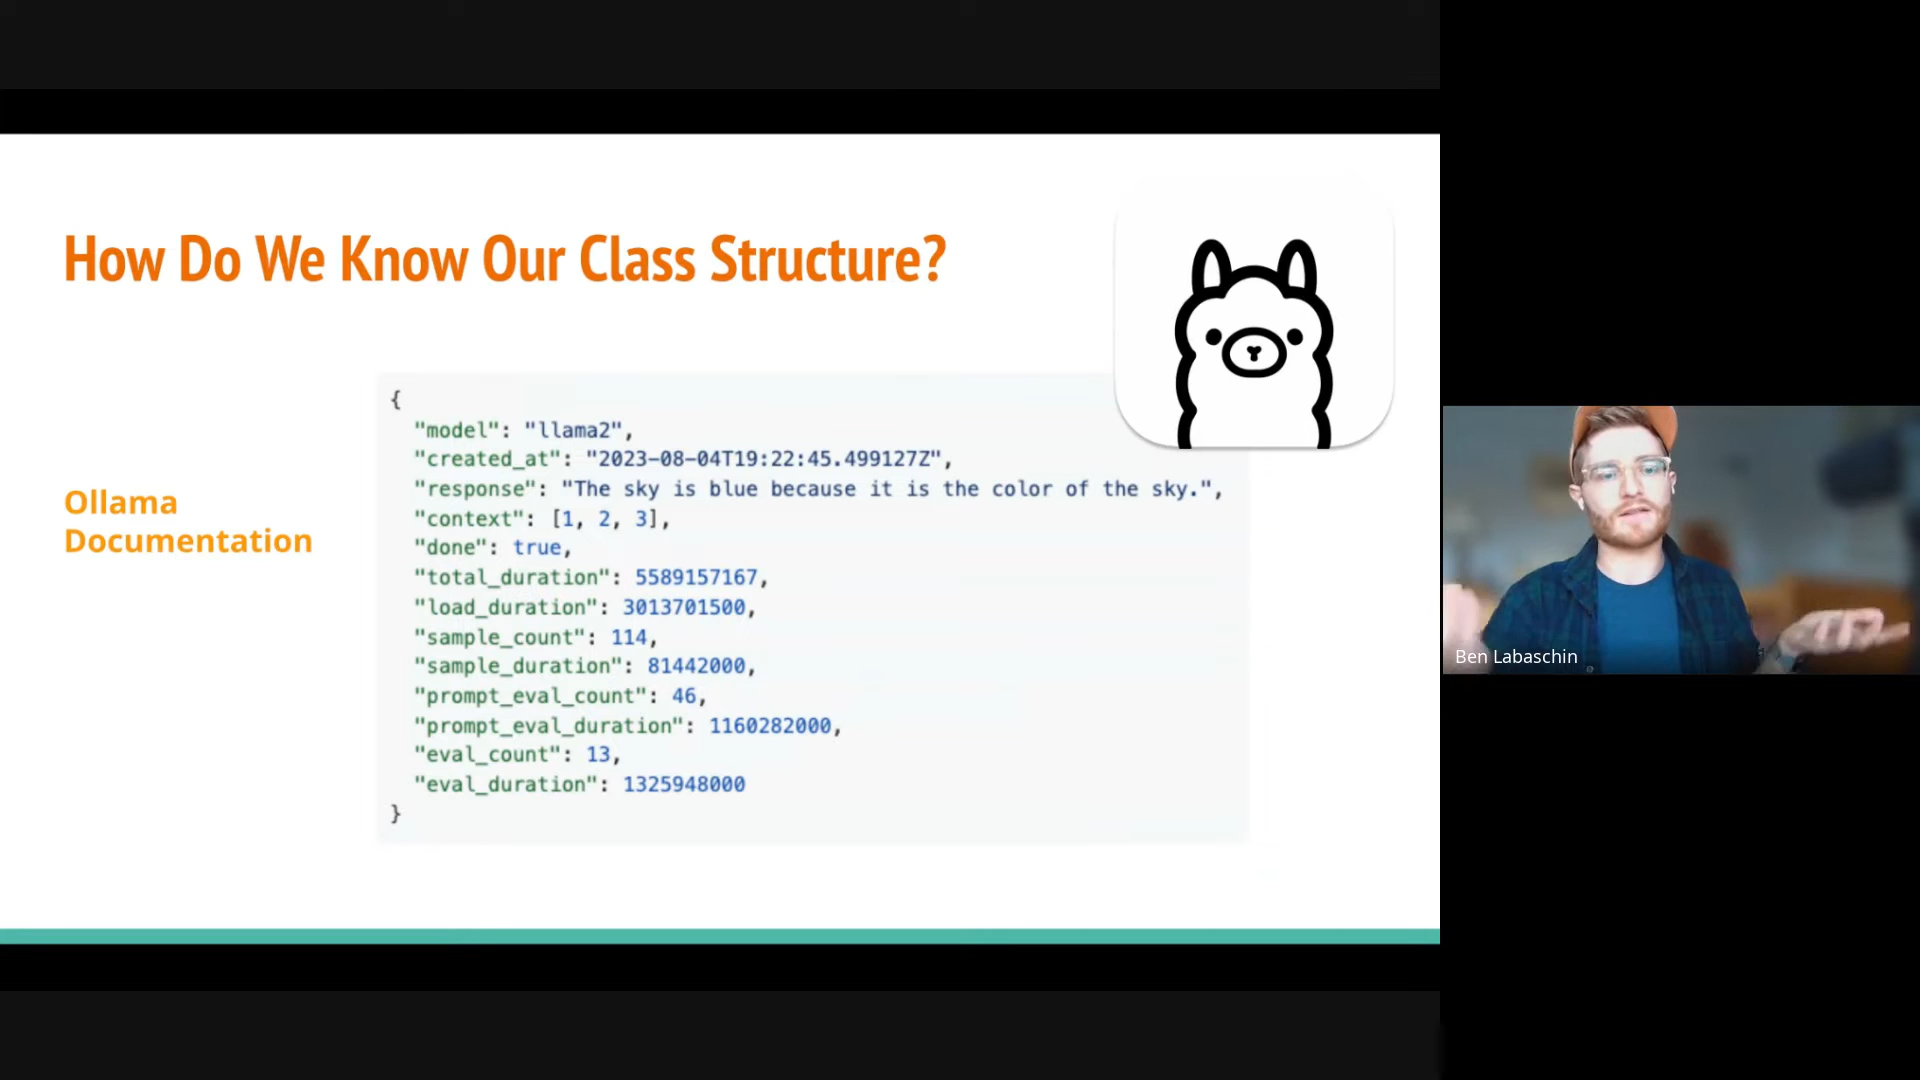 How Do We Know Our Class Structure?
Ollama
Documentation
{
"model": "llama2",
"created_at": "2023-08-04T19:22:45.499127Z",
"response": "The sky is blue because it is the color of the sky.",
"context": [1, 2, 3],
"done": true,
"total_duration": 5589157167,
"load_duration": 3013701500,
"sample_count": 114,
"sample_duration": 81442000,
"prompt_eval_count": 46,
"prompt_eval_duration": 1160282000,
"eval_count": 13,
"eval_duration": 1325948000
}
Ben Labaschin